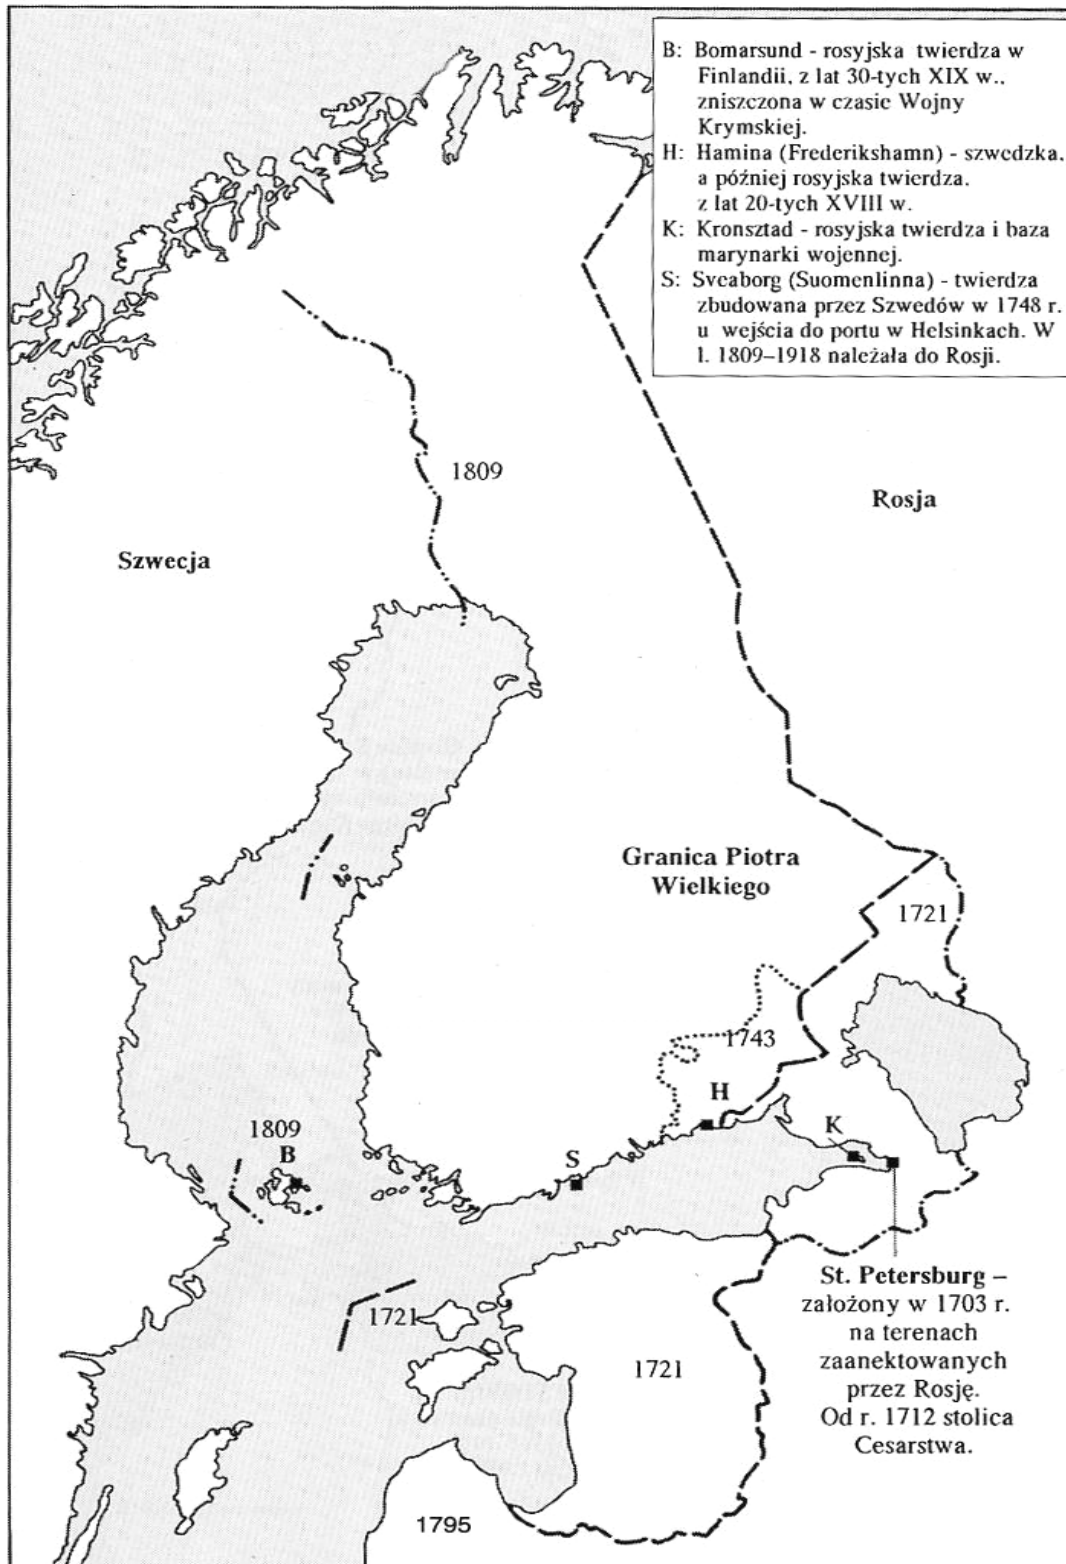 B: Bomarsund - rosyjska twierdza w
Finlandii, z lat 30-tych XIX w.,
zniszczona w czasie Wojny
Krymskiej.
H: Hamina (Frederikshamn) - szwedzka,
a później rosyjska twierdza,
z lat 20-tych XVIII w.
K: Kronsztad - rosyjska twierdza i baza
marynarki wojennej.
S: Sveaborg (Suomenlinna) - twierdza
zbudowana przez Szwedów w 1748 r.
u wejścia do portu w Helsinkach. W
l. 1809–1918 należała do Rosji.
1809
Rosja
Szwecja
Granica Piotra
Wielkiego
1721
1743
H
K
1809
B
S
St. Petersburg –
założony w 1703 r.
na terenach
zaanektowanych
przez Rosję.
Od r. 1712 stolica
Cesarstwa.
1721
1721
1795